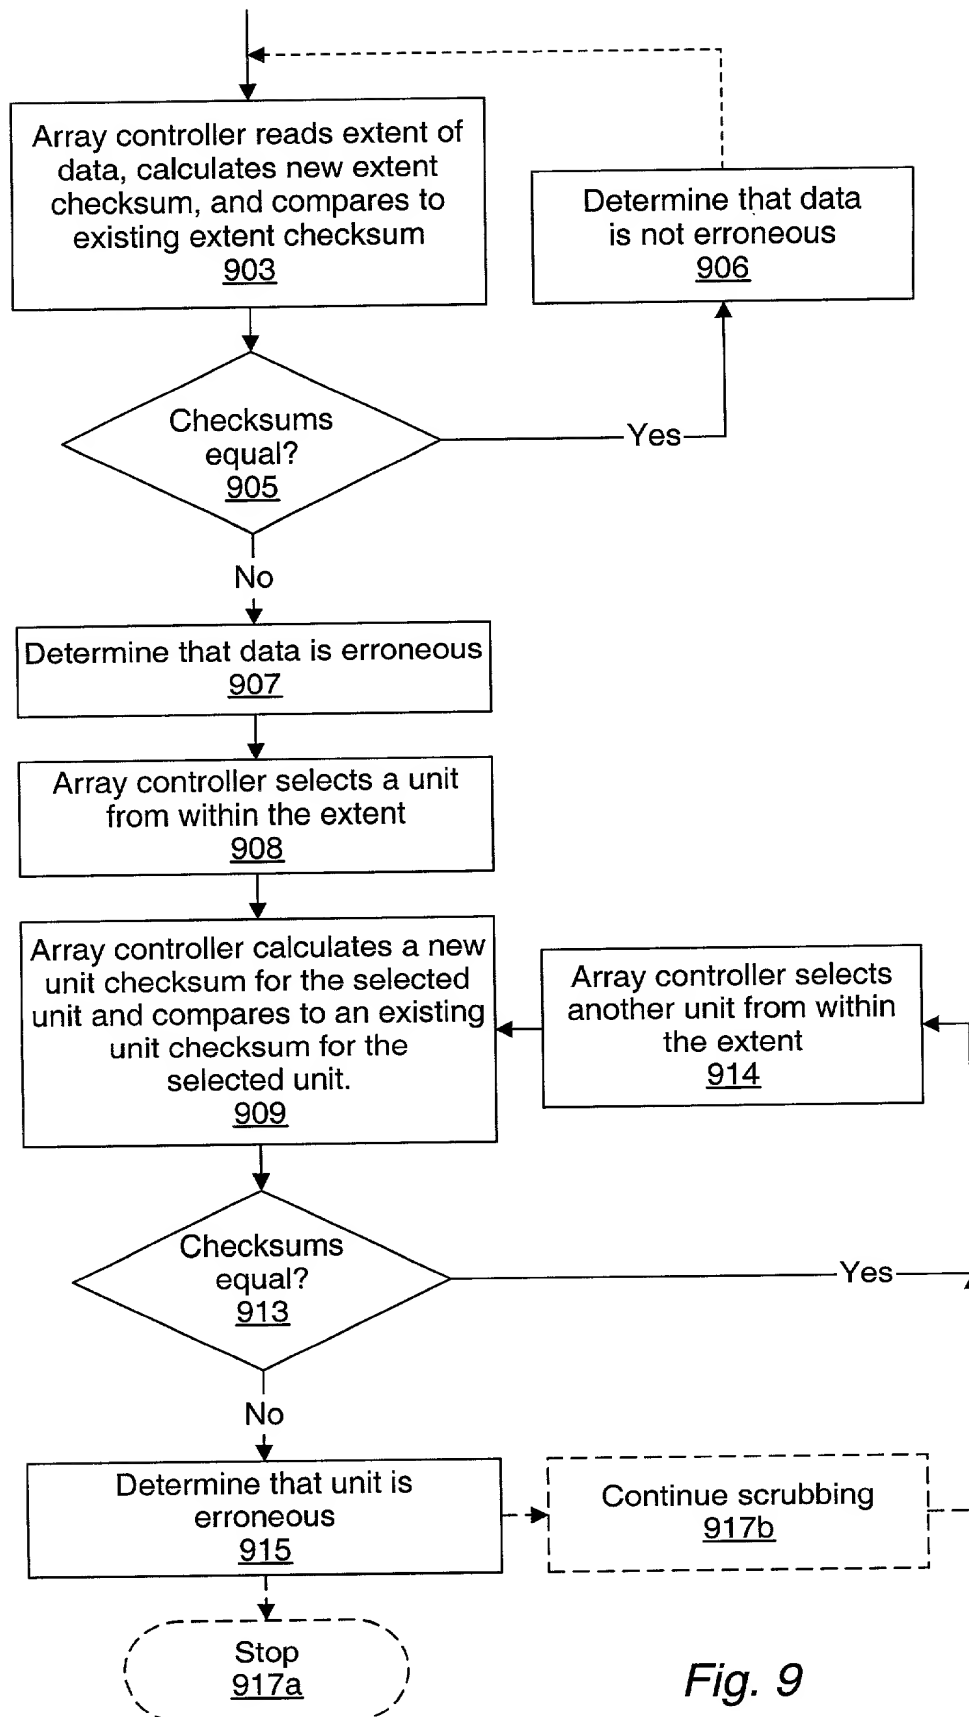 Array controller reads extent of
data, calculates new extent
checksum, and compares to
existing extent checksum
903
Determine that data
is not erroneous
906
Checksums
equal?
905
Yes
No
Determine that data is erroneous
907
Array controller selects a unit
from within the extent
908
Array controller calculates a new
unit checksum for the selected
unit and compares to an existing
unit checksum for the
selected unit.
909
Array controller selects
another unit from within
the extent
914
Checksums
equal?
913
Yes
No
Determine that unit is
erroneous
915
Continue scrubbing
917b
Stop
917a
Fig. 9